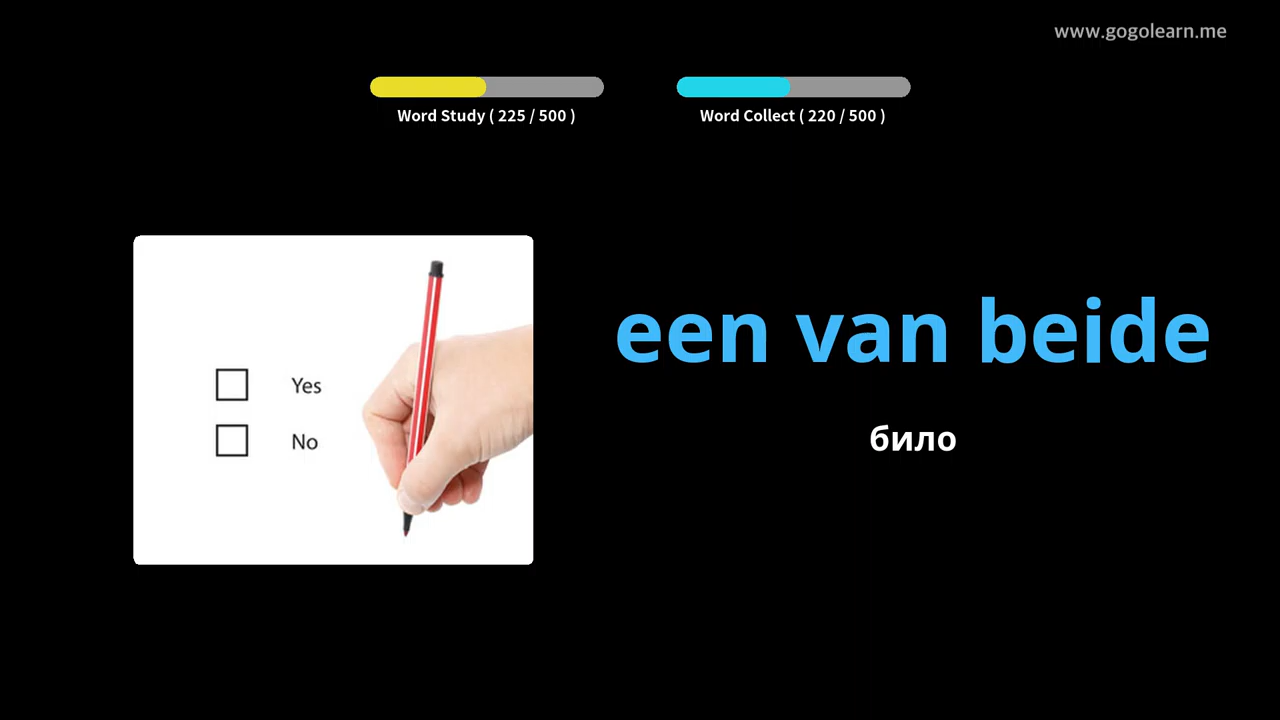 www.gogolearn.me
Word Study ( 225 / 500 )
Word Collect ( 220 / 500 )
Yes
No
een van beide
било